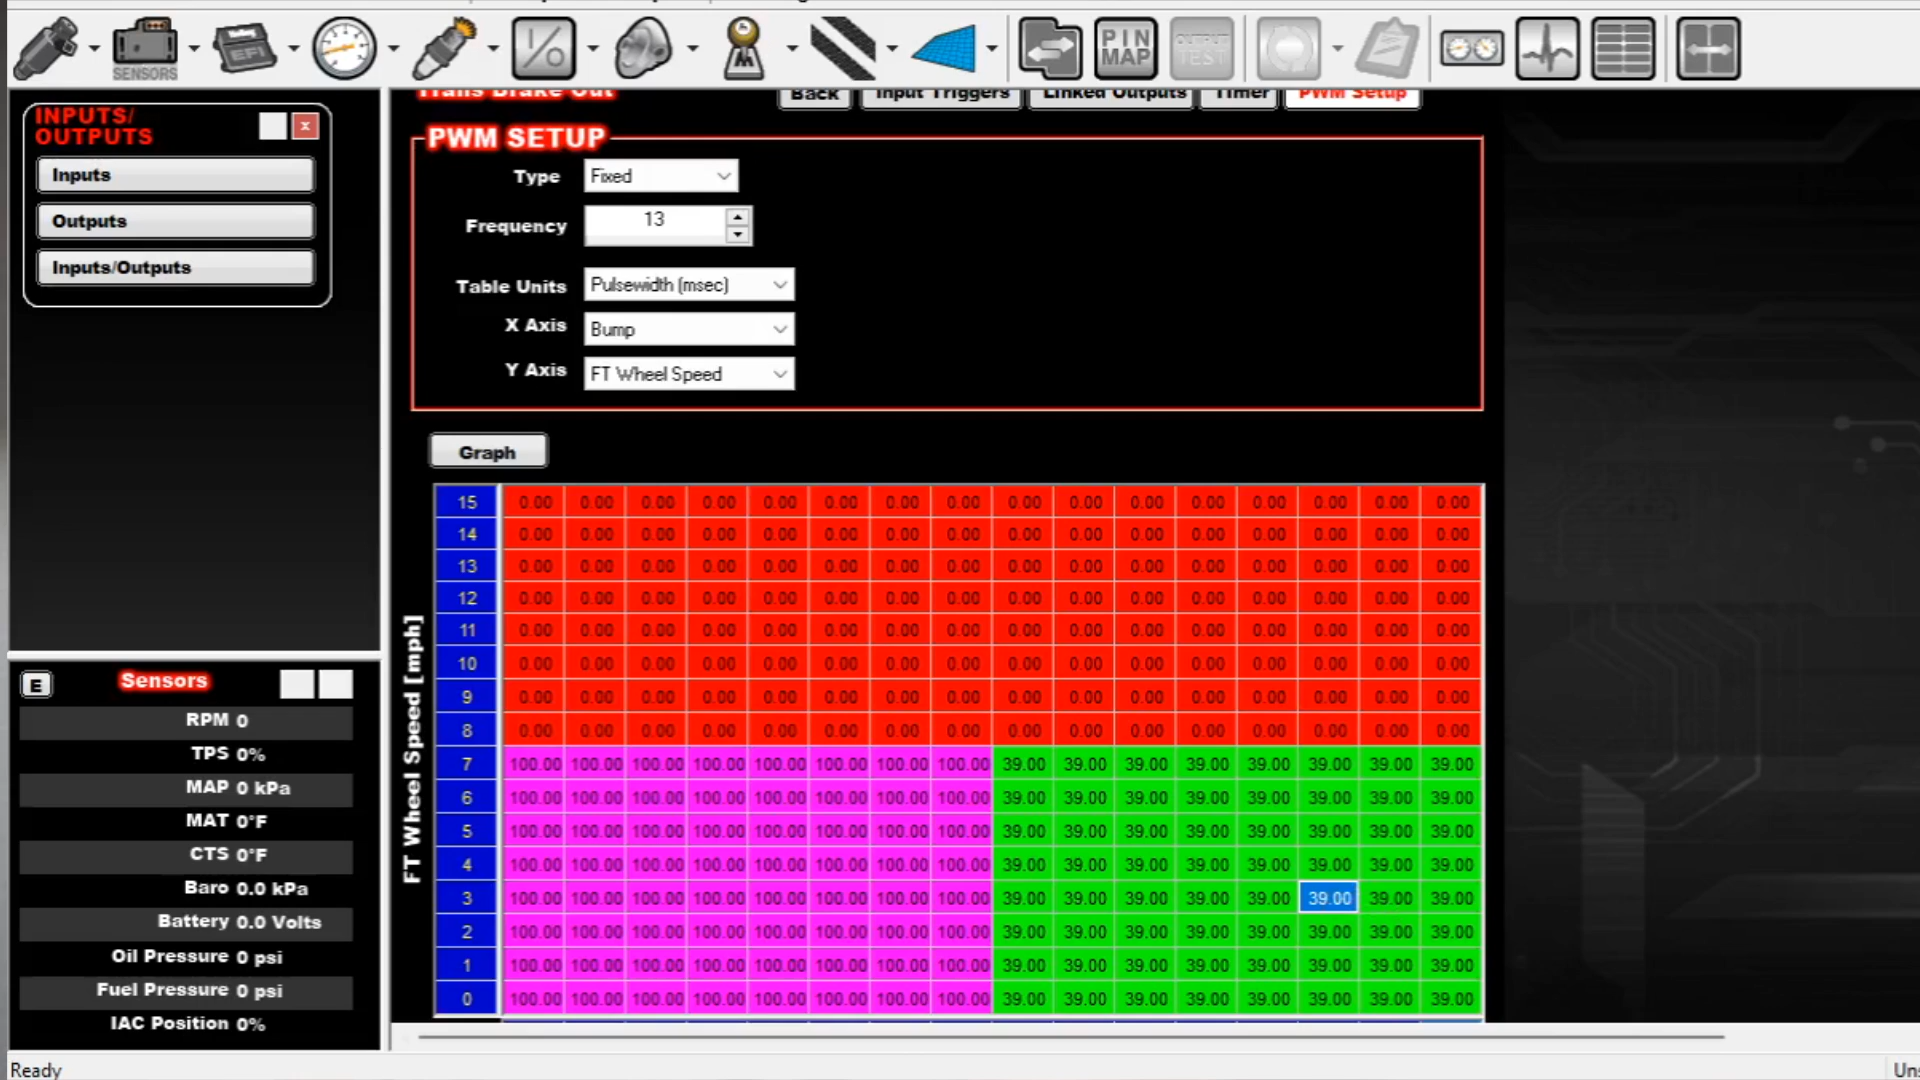 SENSORS
Holley
EFI
I/O
PIN
MAP
OUTPUT
TEST
INPUTS/
OUTPUTS
x
Inputs
Outputs
Inputs/Outputs
Trans Brake Out
Back
Input Triggers
Linked Outputs
Timer
PWM Setup
PWM SETUP
Type Fixed
Frequency 13
Table Units Pulsewidth (msec)
X Axis Bump
Y Axis FT Wheel Speed
Graph
FT Wheel Speed [mph]
15 0.00 0.00 0.00 0.00 0.00 0.00 0.00 0.00 0.00 0.00 0.00 0.00 0.00 0.00 0.00 0.00
14 0.00 0.00 0.00 0.00 0.00 0.00 0.00 0.00 0.00 0.00 0.00 0.00 0.00 0.00 0.00 0.00
13 0.00 0.00 0.00 0.00 0.00 0.00 0.00 0.00 0.00 0.00 0.00 0.00 0.00 0.00 0.00 0.00
12 0.00 0.00 0.00 0.00 0.00 0.00 0.00 0.00 0.00 0.00 0.00 0.00 0.00 0.00 0.00 0.00
11 0.00 0.00 0.00 0.00 0.00 0.00 0.00 0.00 0.00 0.00 0.00 0.00 0.00 0.00 0.00 0.00
10 0.00 0.00 0.00 0.00 0.00 0.00 0.00 0.00 0.00 0.00 0.00 0.00 0.00 0.00 0.00 0.00
9 0.00 0.00 0.00 0.00 0.00 0.00 0.00 0.00 0.00 0.00 0.00 0.00 0.00 0.00 0.00 0.00
8 0.00 0.00 0.00 0.00 0.00 0.00 0.00 0.00 0.00 0.00 0.00 0.00 0.00 0.00 0.00 0.00
7 100.00 100.00 100.00 100.00 100.00 100.00 100.00 100.00 39.00 39.00 39.00 39.00 39.00 39.00 39.00 39.00
6 100.00 100.00 100.00 100.00 100.00 100.00 100.00 100.00 39.00 39.00 39.00 39.00 39.00 39.00 39.00 39.00
5 100.00 100.00 100.00 100.00 100.00 100.00 100.00 100.00 39.00 39.00 39.00 39.00 39.00 39.00 39.00 39.00
4 100.00 100.00 100.00 100.00 100.00 100.00 100.00 100.00 39.00 39.00 39.00 39.00 39.00 39.00 39.00 39.00
3 100.00 100.00 100.00 100.00 100.00 100.00 100.00 100.00 39.00 39.00 39.00 39.00 39.00 39.00 39.00 39.00
2 100.00 100.00 100.00 100.00 100.00 100.00 100.00 100.00 39.00 39.00 39.00 39.00 39.00 39.00 39.00 39.00
1 100.00 100.00 100.00 100.00 100.00 100.00 100.00 100.00 39.00 39.00 39.00 39.00 39.00 39.00 39.00 39.00
0 100.00 100.00 100.00 100.00 100.00 100.00 100.00 100.00 39.00 39.00 39.00 39.00 39.00 39.00 39.00 39.00
E Sensors
RPM 0
TPS 0%
MAP 0 kPa
MAT 0°F
CTS 0°F
Baro 0.0 kPa
Battery 0.0 Volts
Oil Pressure 0 psi
Fuel Pressure 0 psi
IAC Position 0%
Ready